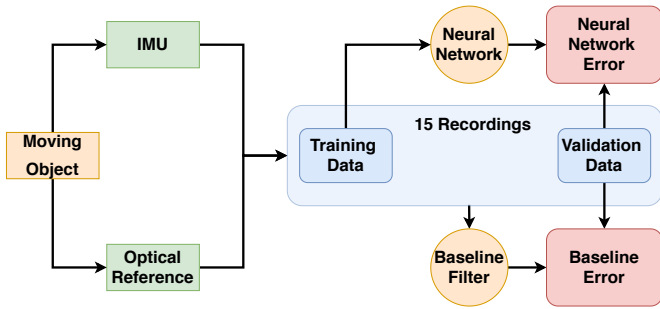 IMU
Moving
Object
Optical
Reference
15 Recordings
Training
Data
Validation
Data
Neural
Network
Neural
Network
Error
Baseline
Filter
Baseline
Error